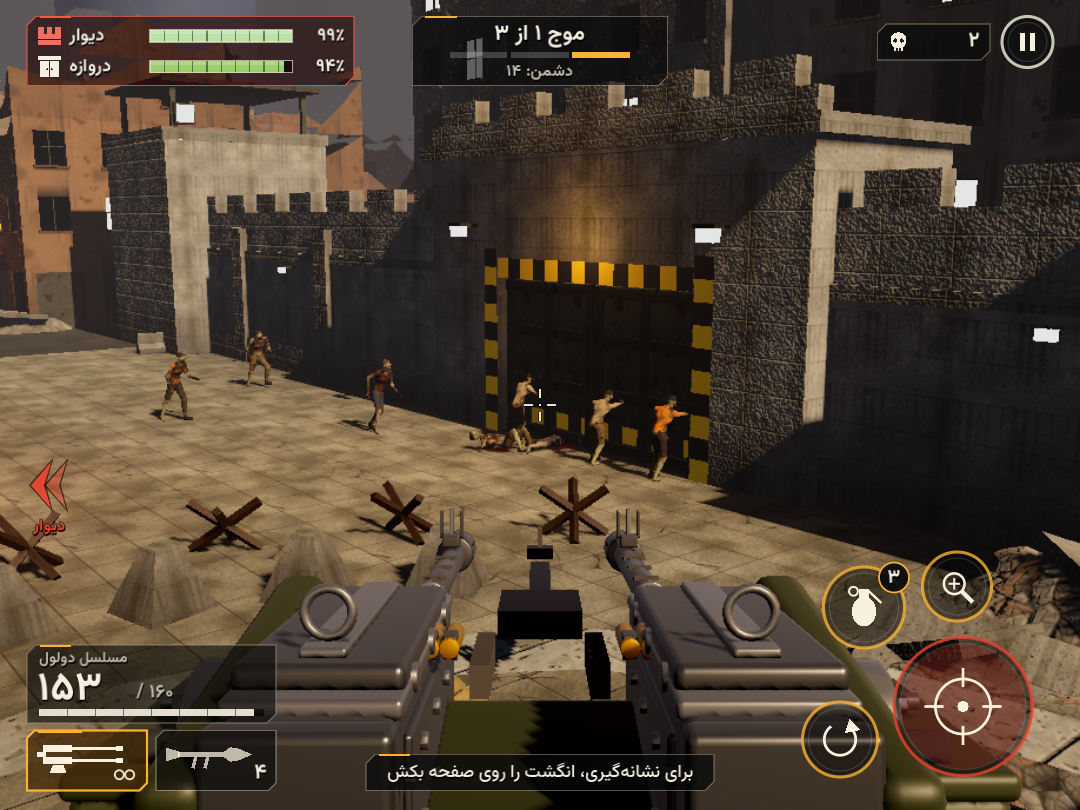 دیوار ۹۹٪
دروازه ۹۴٪
موج ۱ از ۳
دشمن: ۱۴
۲
دیوار
۳
مسلسل دولول
۱۵۳ / ۱۶۰
∞
۴
برای نشانه‌گیری، انگشت را روی صفحه بکش